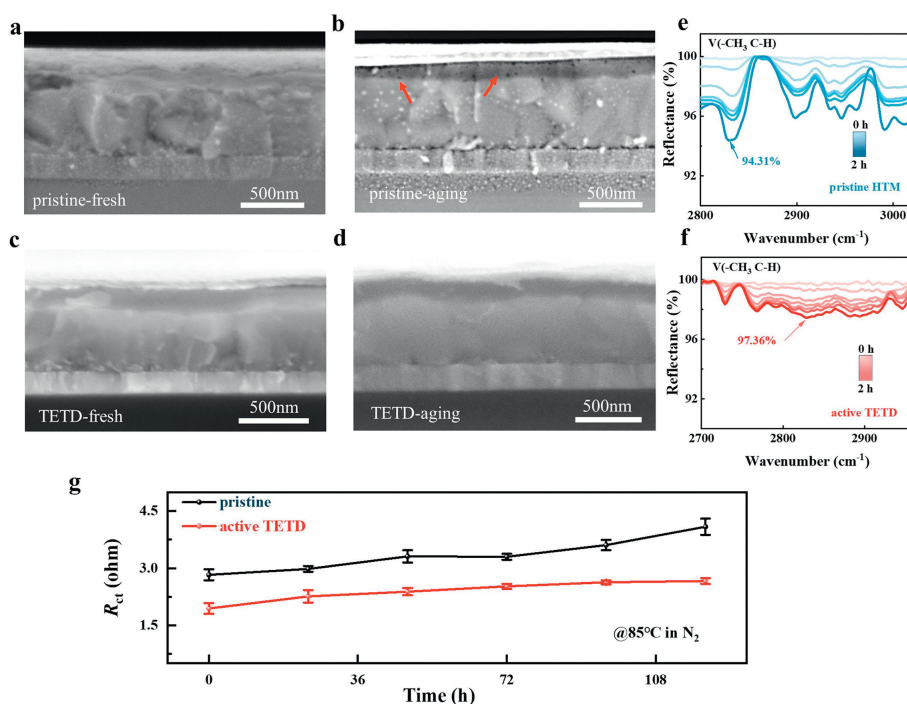 a
pristine-fresh
500nm
b
pristine-aging
500nm
c
TETD-fresh
500nm
d
TETD-aging
500nm
e
V(-CH₃ C-H)
100
96
92
Reflectance (%)
0 h
2 h
94.31%
pristine HTM
2800
2900
3000
Wavenumber (cm⁻¹)
f
V(-CH₃ C-H)
100
96
92
Reflectance (%)
97.36%
0 h
2 h
active TETD
2700
2800
2900
Wavenumber (cm⁻¹)
g
pristine
active TETD
4.5
3.0
1.5
R_ct (ohm)
@85°C in N₂
0
36
72
108
Time (h)